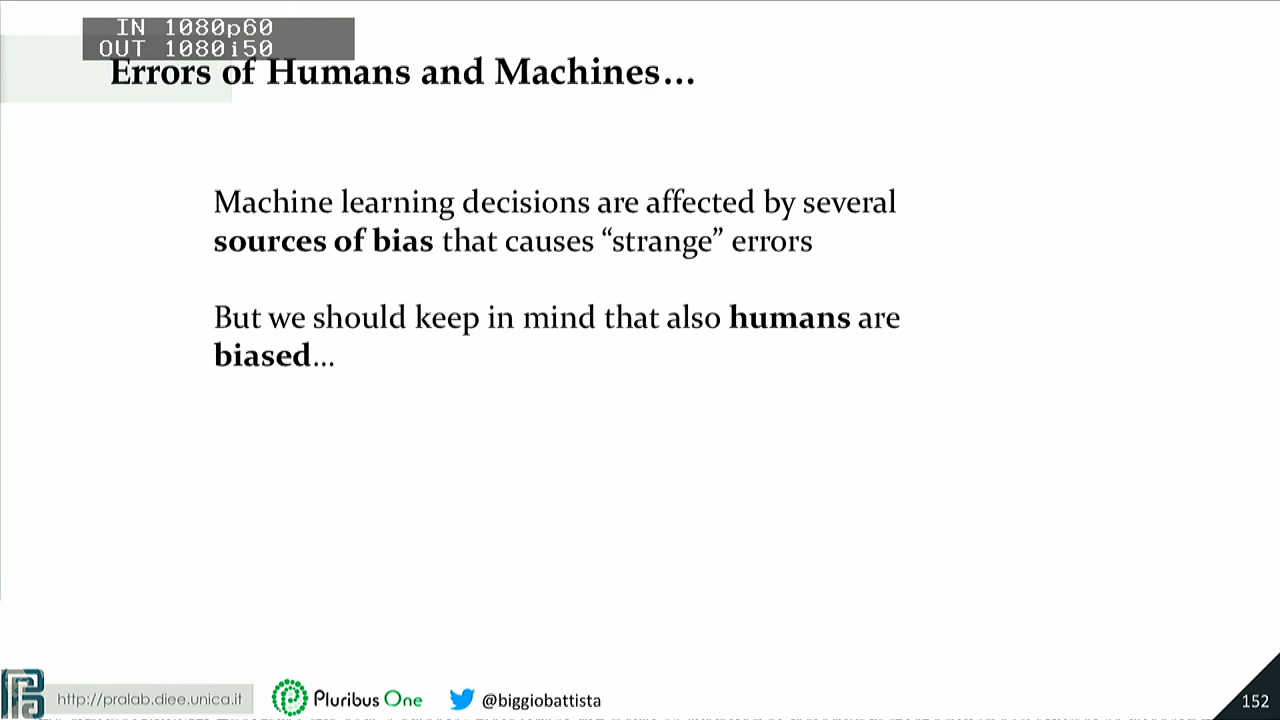 IN 1080p60
OUT 1080i50
Errors of Humans and Machines…
Machine learning decisions are affected by several
sources of bias that causes “strange” errors
But we should keep in mind that also humans are
biased…
http://pralab.diee.unica.it
Pluribus One
@biggiobattista
152